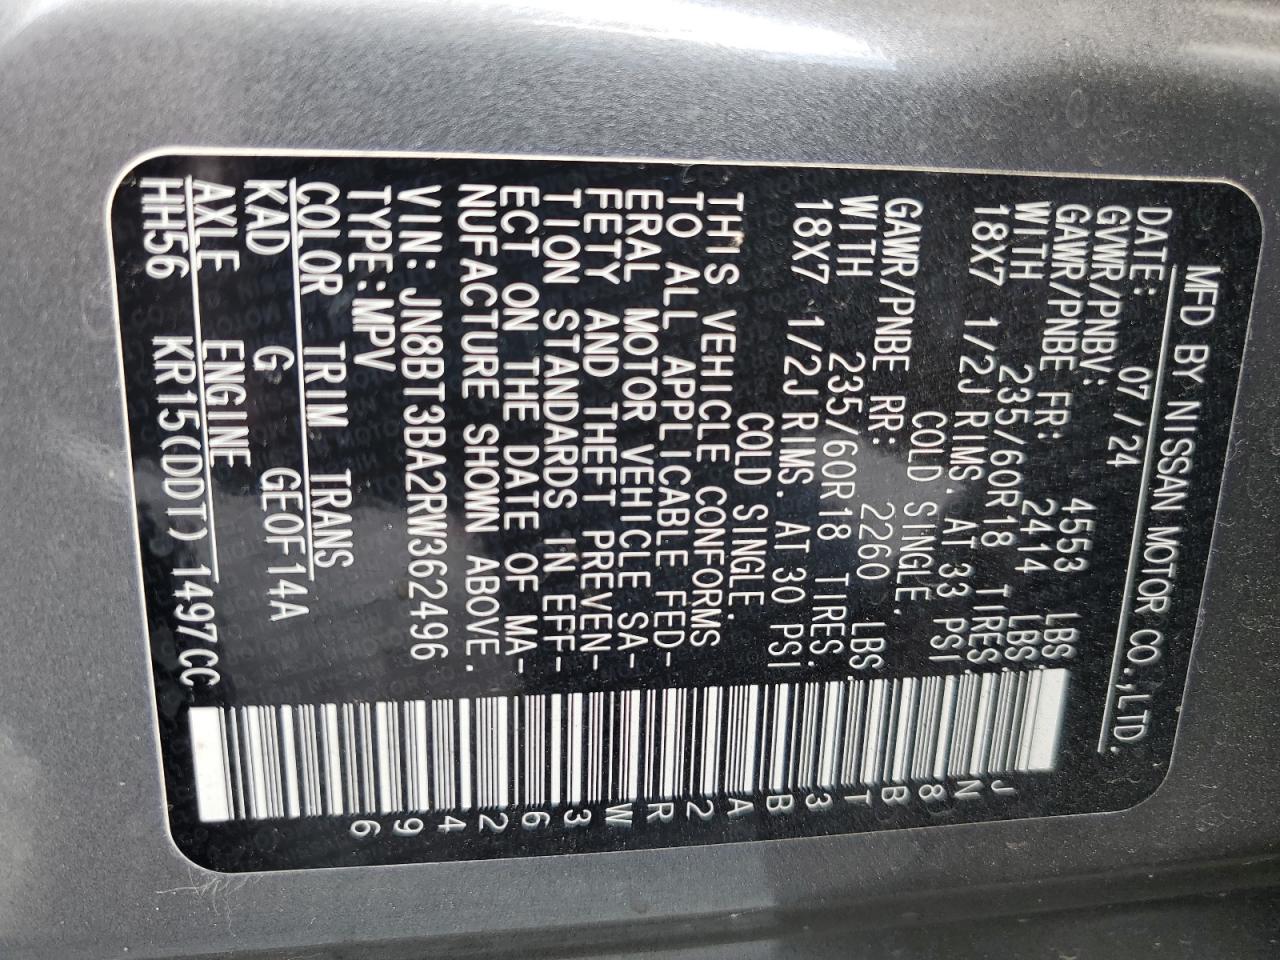 MFD BY NISSAN MOTOR CO.,LTD.
DATE: 07/24
GVWR/PNBV: 4553 LBS.
GAWR/PNBE FR: 2414 LBS.
WITH 235/60R18 TIRES.
18X7 1/2J RIMS. AT 33 PSI
COLD SINGLE.
GAWR/PNBE RR: 2260 LBS.
WITH 235/60R18 TIRES.
18X7 1/2J RIMS. AT 30 PSI
COLD SINGLE.
THIS VEHICLE CONFORMS
TO ALL APPLICABLE FED-
ERAL MOTOR VEHICLE SA-
FETY AND THEFT PREVEN-
TION STANDARDS IN EFF-
ECT ON THE DATE OF MA-
NUFACTURE SHOWN ABOVE.
VIN: JN8BT3BA2RW362496
TYPE:MPV
COLOR TRIM TRANS
KAD G GE0F14A
AXLE ENGINE
HH56 KR15(DDT) 1497CC
JN8BT3BA2RW362496